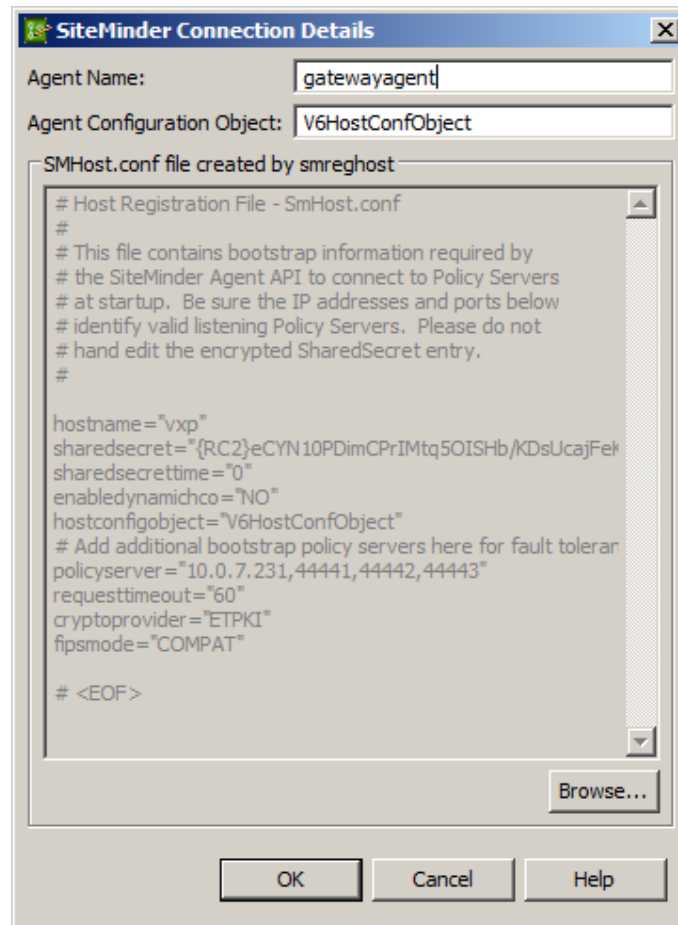 SiteMinder Connection Details
Agent Name:
gatewayagent
Agent Configuration Object:
V6HostConfObject
SMHost.conf file created by smreghost
# Host Registration File - SmHost.conf
#
# This file contains bootstrap information required by
# the SiteMinder Agent API to connect to Policy Servers
# at startup.  Be sure the IP addresses and ports below
# identify valid listening Policy Servers.  Please do not
# hand edit the encrypted SharedSecret entry.
#
hostname="vxp"
sharedsecret="{RC2}eCYN10PDimCPrIMtq5OISHb/KDsUcajFeK
sharedsecrettime="0"
enabledynamichco="NO"
hostconfigobject="V6HostConfObject"
# Add additional bootstrap policy servers here for fault toleran
policyserver="10.0.7.231,44441,44442,44443"
requesttimeout="60"
cryptoprovider="ETPKI"
fipsmode="COMPAT"
# <EOF>
Browse...
OK
Cancel
Help